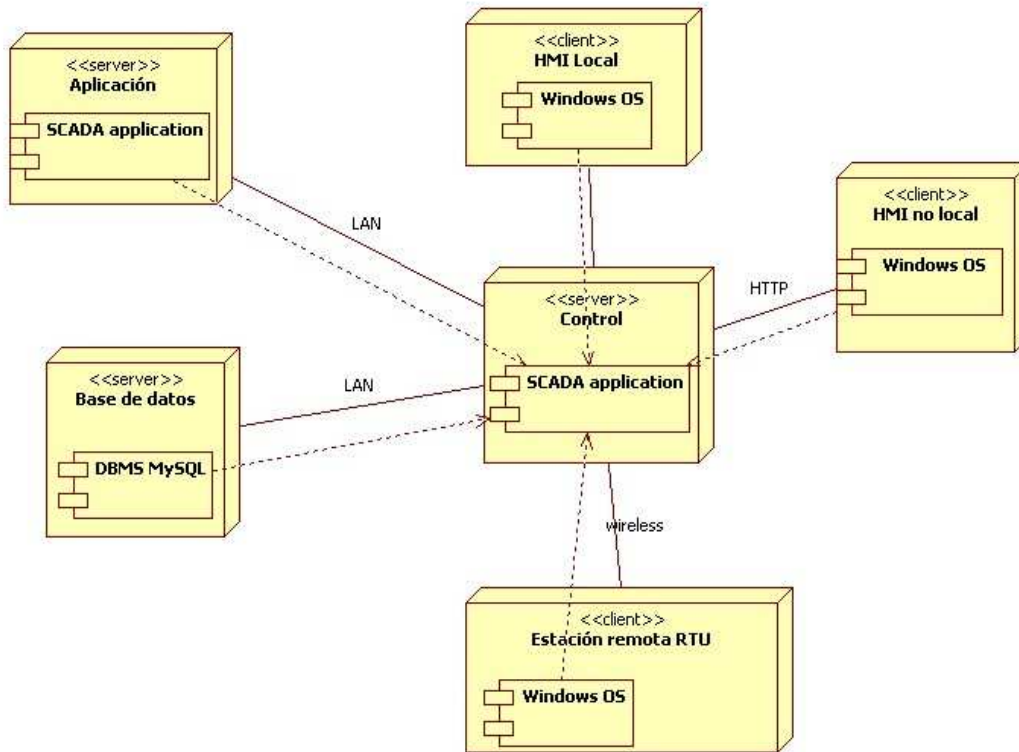 <<server>>
Aplicación
SCADA application
<<client>>
HMI Local
Windows OS
<<client>>
HMI no local
Windows OS
LAN
HTTP
<<server>>
Control
SCADA application
<<server>>
Base de datos
DBMS MySQL
LAN
wireless
<<client>>
Estación remota RTU
Windows OS